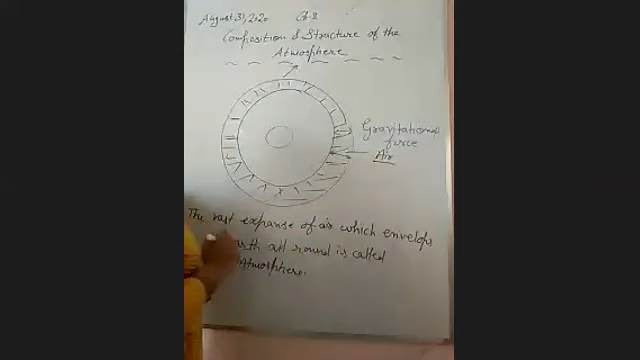 August 31, 2020 Ch-8
Composition & Structure of the
Atmosphere
Gravitational
force
Air
The vast expanse of air which envelops
earth all round is called
Atmosphere.